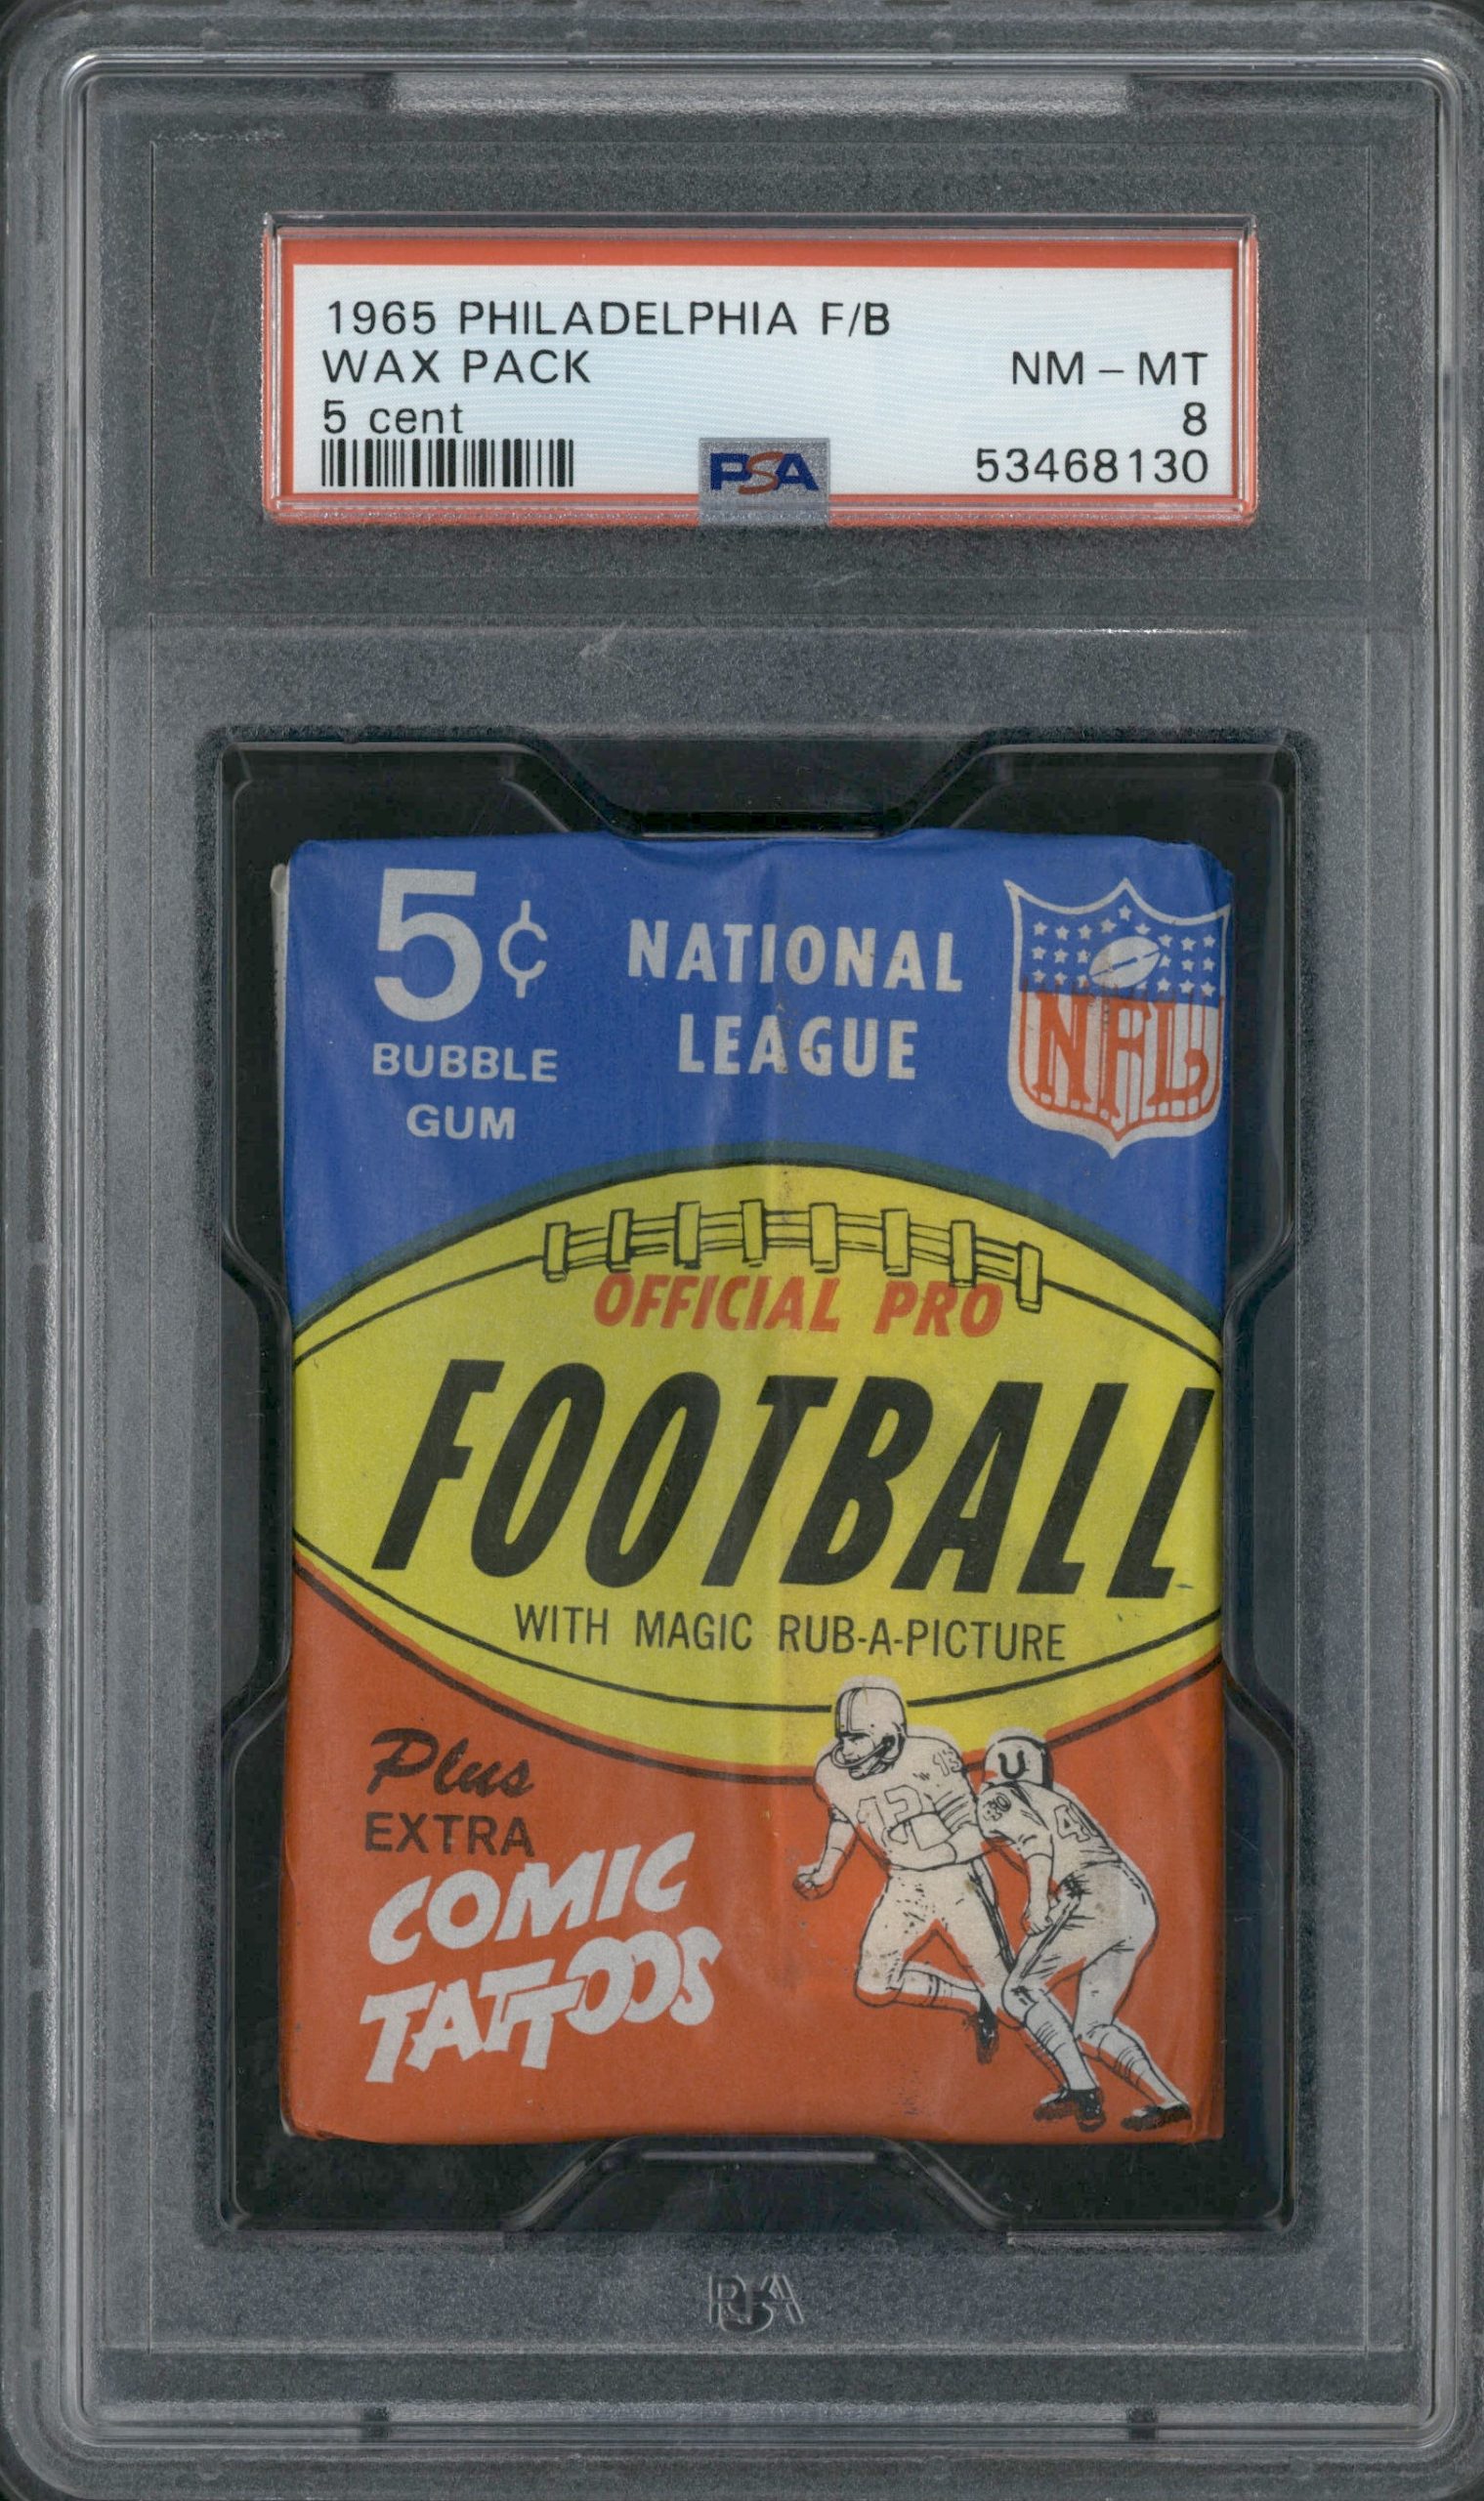 1965 PHILADELPHIA F/B
WAX PACK NM - MT
5 cent 8
PSA 53468130
5¢ NATIONAL
LEAGUE
BUBBLE
GUM
NFL
OFFICIAL PRO
FOOTBALL
WITH MAGIC RUB-A-PICTURE
Plus
EXTRA
COMIC
TATTOOS
12
U
PSA